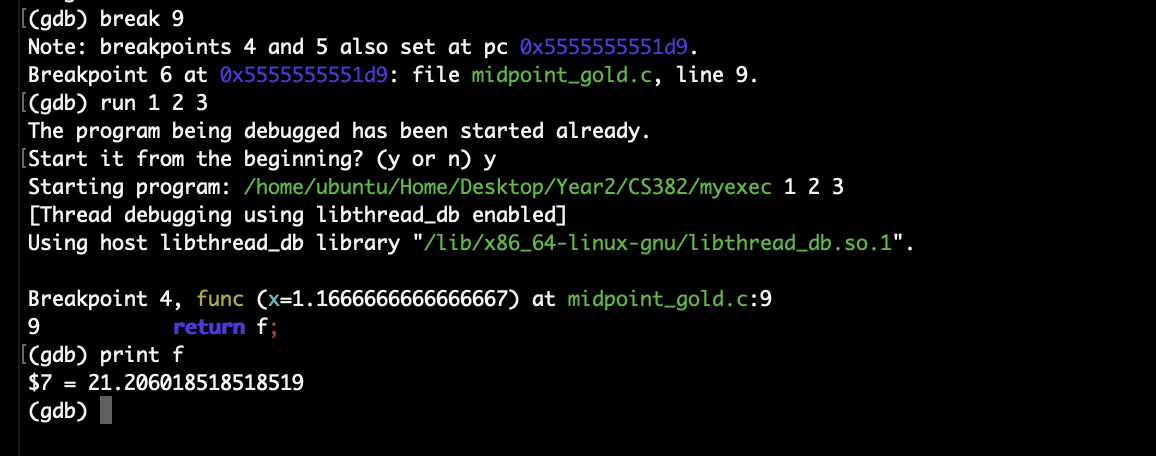 (gdb) break 9
Note: breakpoints 4 and 5 also set at pc 0x5555555551d9.
Breakpoint 6 at 0x5555555551d9: file midpoint_gold.c, line 9.
(gdb) run 1 2 3
The program being debugged has been started already.
Start it from the beginning? (y or n) y
Starting program: /home/ubuntu/Home/Desktop/Year2/CS382/myexec 1 2 3
[Thread debugging using libthread_db enabled]
Using host libthread_db library "/lib/x86_64-linux-gnu/libthread_db.so.1".
Breakpoint 4, func (x=1.1666666666666667) at midpoint_gold.c:9
9 return f;
(gdb) print f
$7 = 21.206018518518519
(gdb)